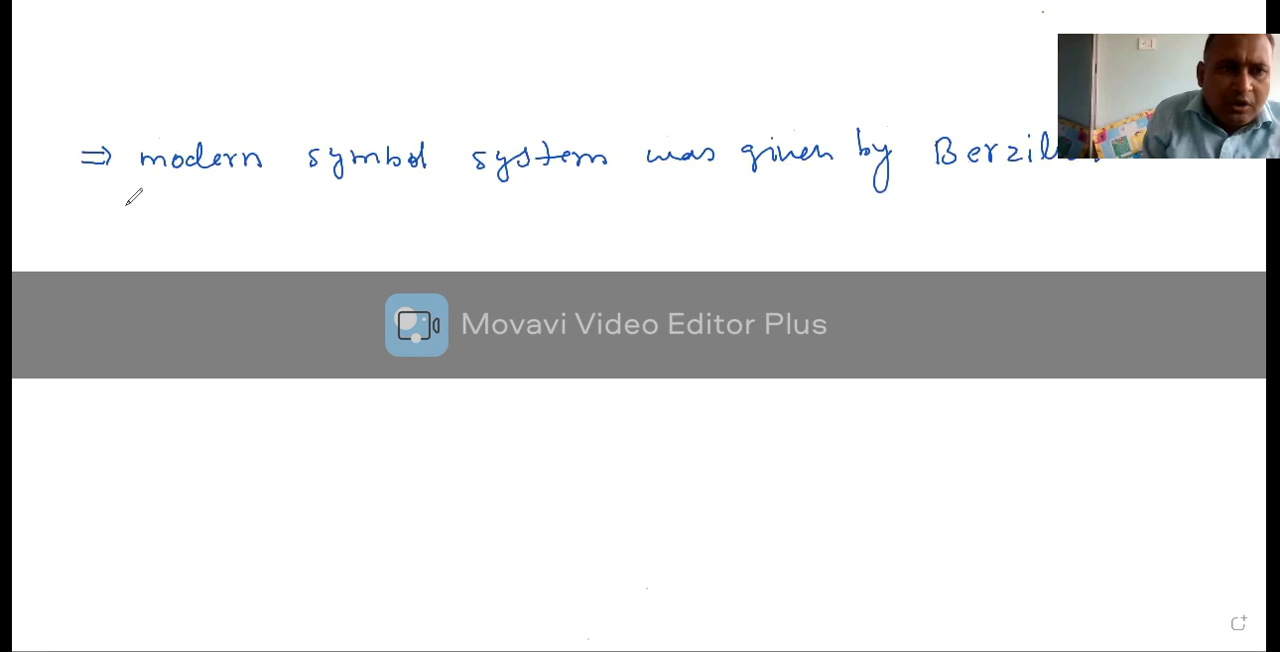 ⇒ modern symbol system was given by
Movavi Video Editor Plus